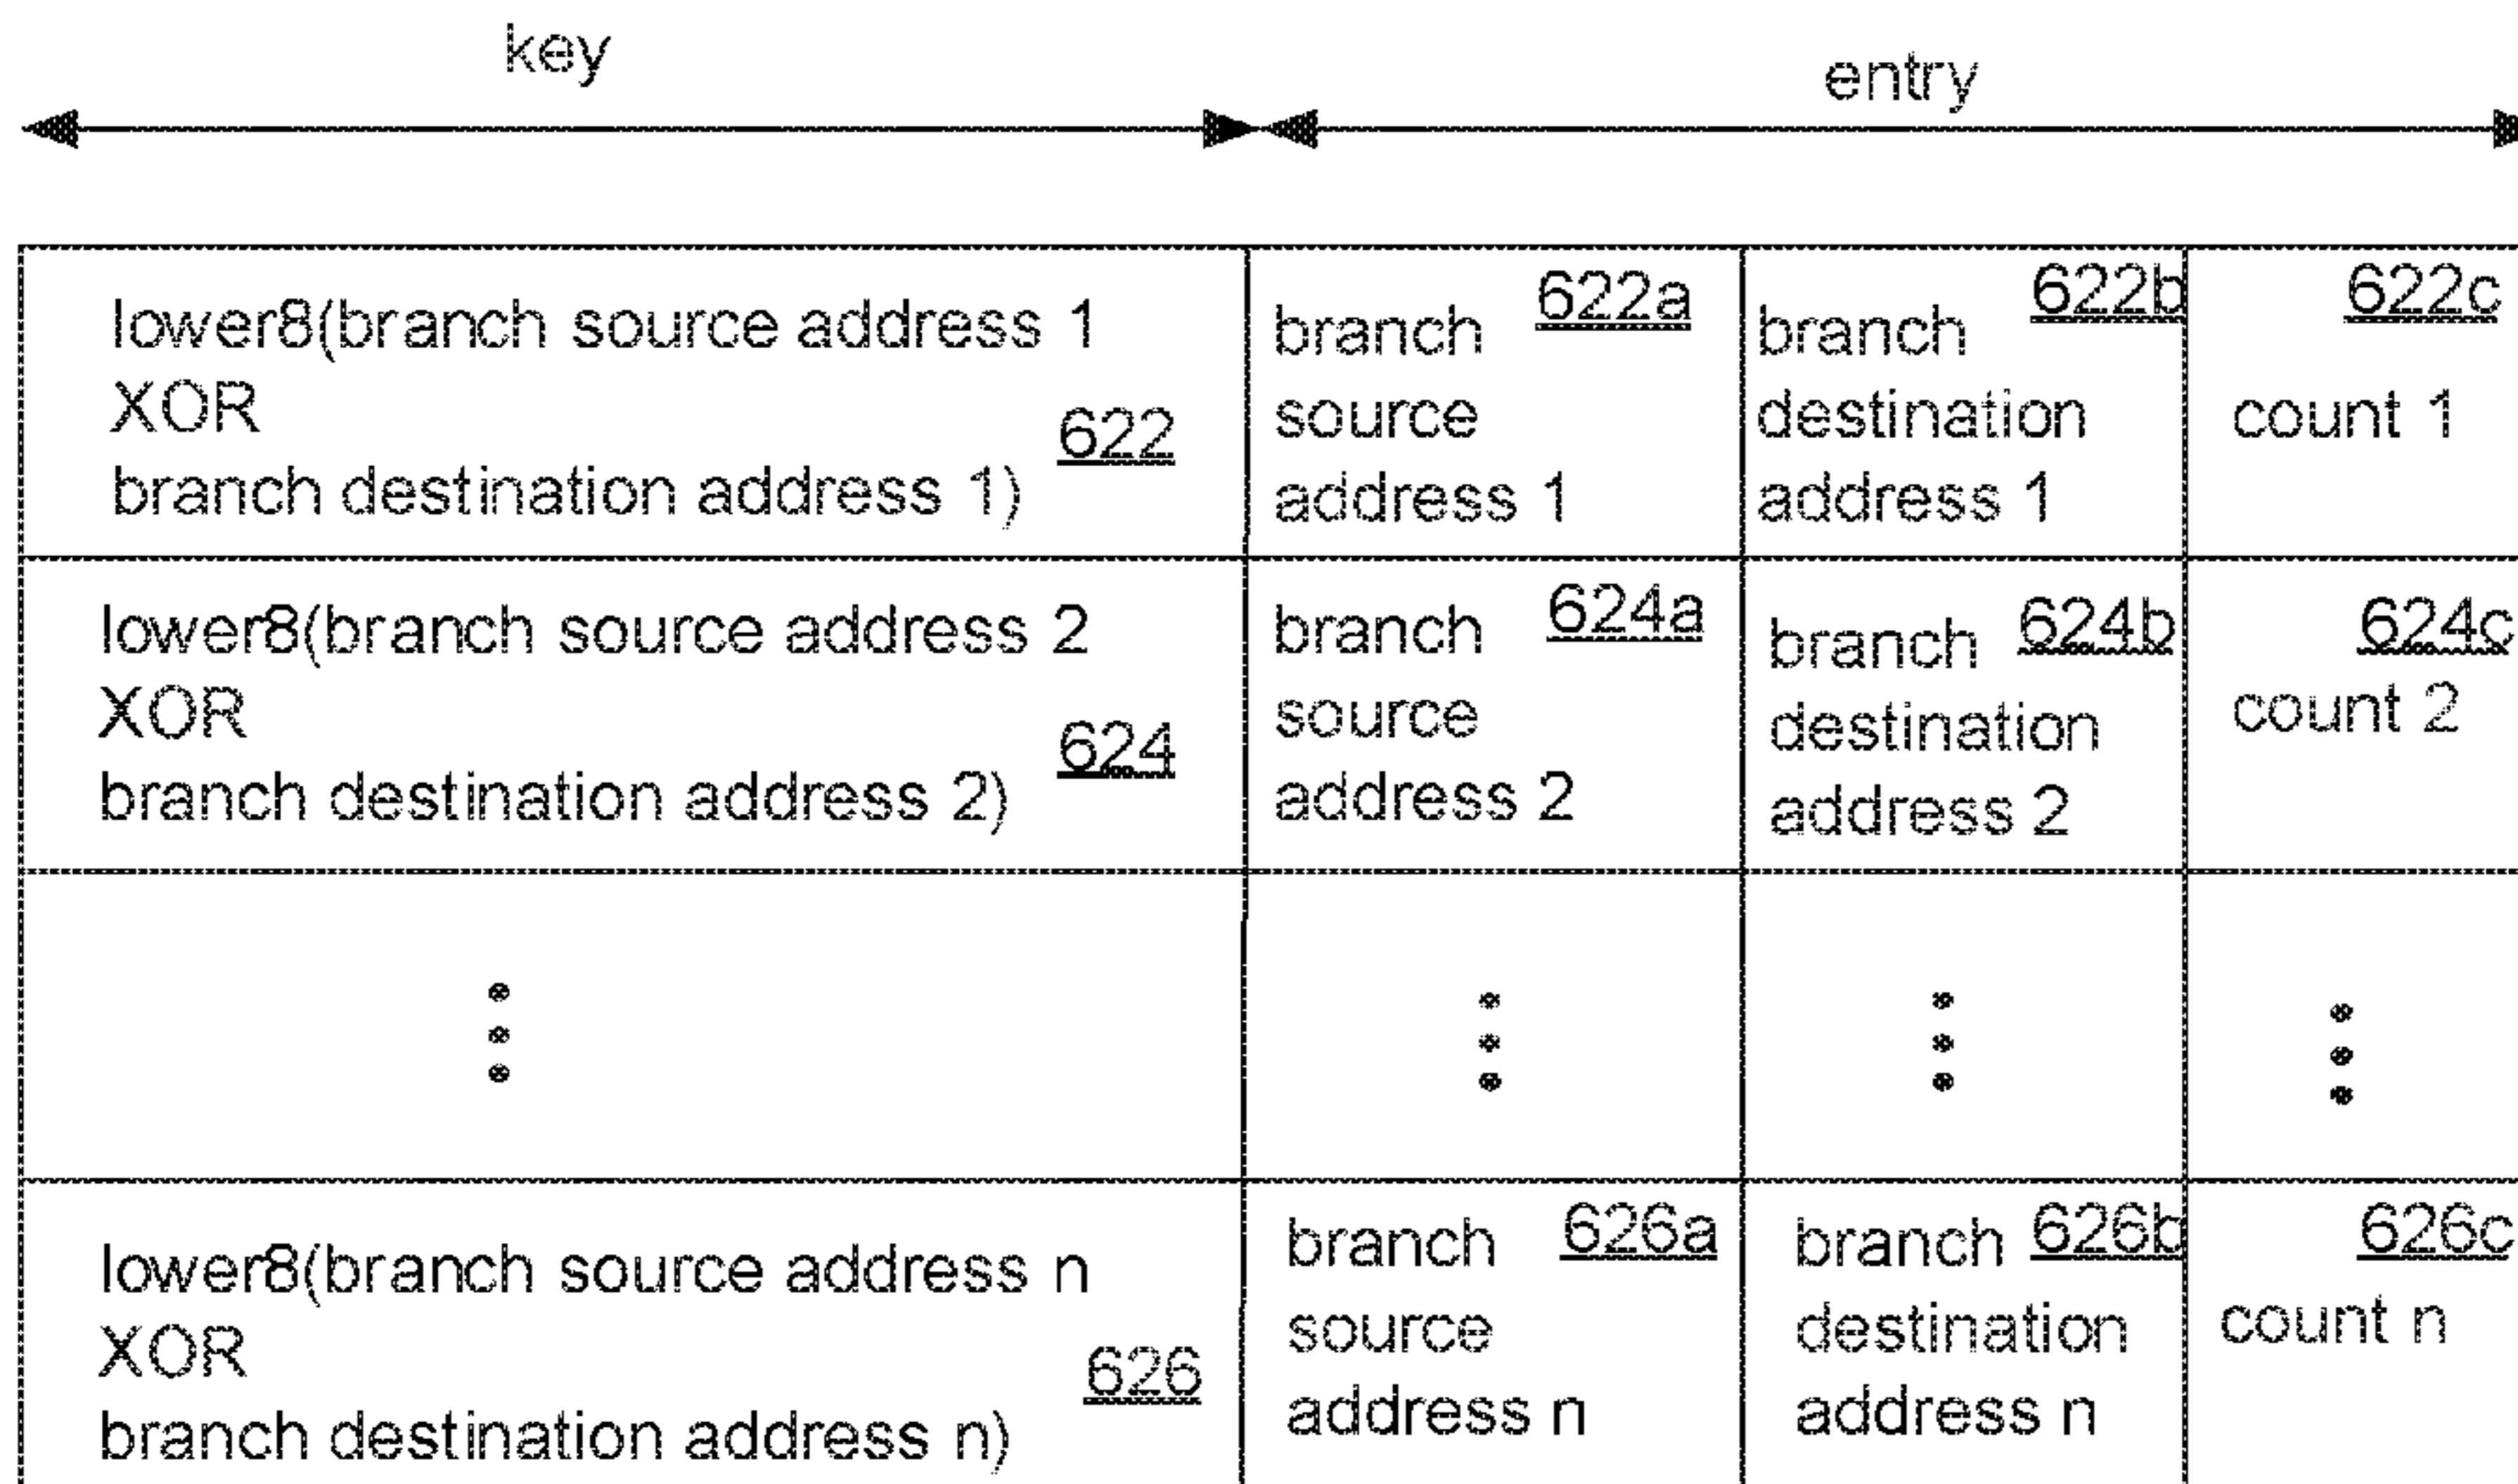 key
entry
lower8(branch source address 1
XOR
622
branch destination address 1)
branch 622a
source
address 1
branch 622b
destination
address 1
622c
count 1
lower8(branch source address 2
XOR
624
branch destination address 2)
branch 624a
source
address 2
branch 624b
destination
address 2
624c
count 2
lower8(branch source address n
XOR
626
branch destination address n)
branch 626a
source
address n
branch 626b
destination
address n
626c
count n